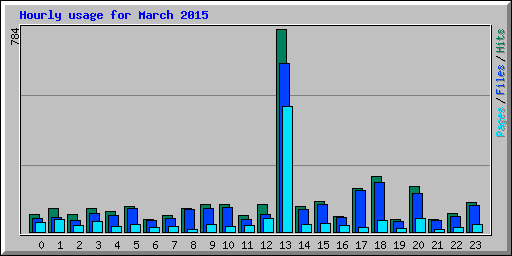 Hourly usage for March 2015
784
Pages/Files/Hits
0 1 2 3 4 5 6 7 8 9 10 11 12 13 14 15 16 17 18 19 20 21 22 23